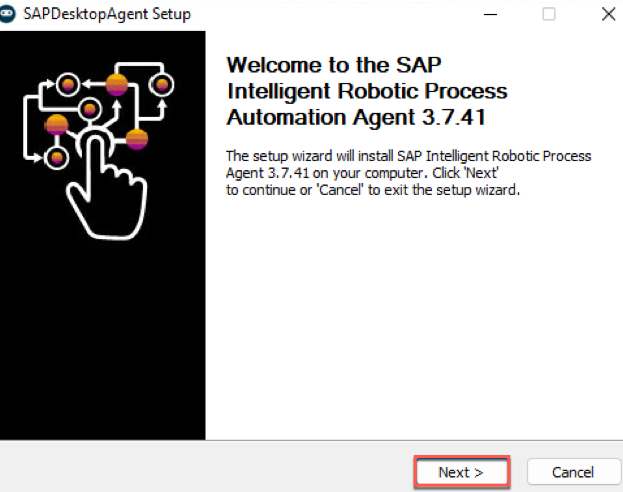 SAPDesktopAgent Setup
Welcome to the SAP
Intelligent Robotic Process
Automation Agent 3.7.41
The setup wizard will install SAP Intelligent Robotic Process
Agent 3.7.41 on your computer. Click 'Next'
to continue or 'Cancel' to exit the setup wizard.
Next >
Cancel